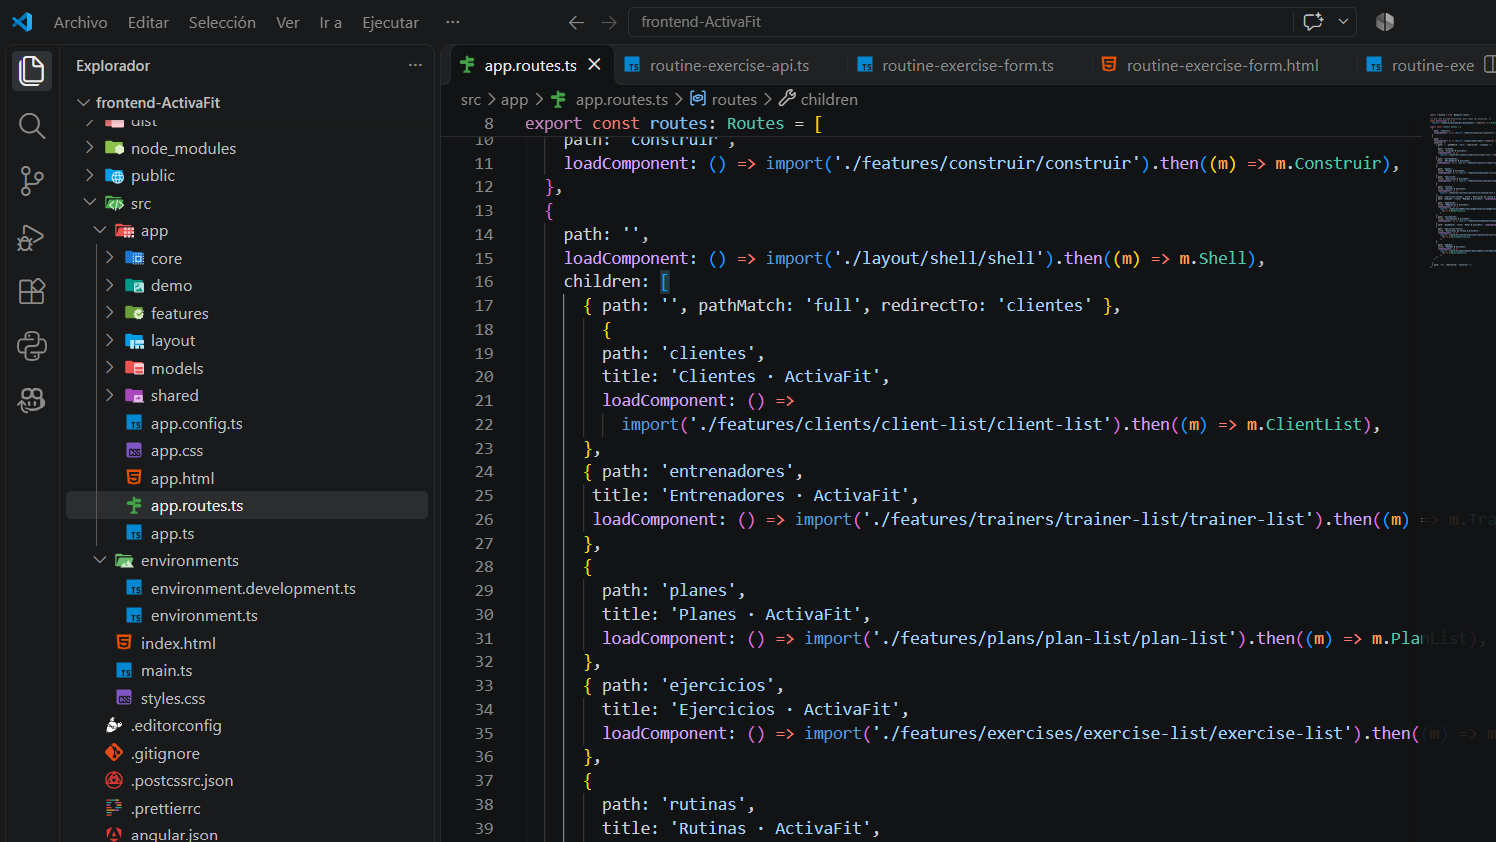 Archivo Editar Selección Ver Ir a Ejecutar ···
frontend-ActivaFit
Explorador ···
frontend-ActivaFit
dist
node_modules
public
src
app
core
demo
features
layout
models
shared
app.config.ts
app.css
app.html
app.routes.ts
app.ts
environments
environment.development.ts
environment.ts
index.html
main.ts
styles.css
.editorconfig
.gitignore
.postcssrc.json
.prettierrc
angular.json
app.routes.ts routine-exercise-api.ts routine-exercise-form.ts routine-exercise-form.html routine-exe
src > app > app.routes.ts > routes > children
8 export const routes: Routes = [
10 path: 'construir',
11 loadComponent: () => import('./features/construir/construir').then((m) => m.Construir),
12 },
13 {
14 path: '',
15 loadComponent: () => import('./layout/shell/shell').then((m) => m.Shell),
16 children: [
17 { path: '', pathMatch: 'full', redirectTo: 'clientes' },
18 {
19 path: 'clientes',
20 title: 'Clientes · ActivaFit',
21 loadComponent: () =>
22 import('./features/clients/client-list/client-list').then((m) => m.ClientList),
23 },
24 { path: 'entrenadores',
25 title: 'Entrenadores · ActivaFit',
26 loadComponent: () => import('./features/trainers/trainer-list/trainer-list').then((m) => m.Tra
27 },
28 {
29 path: 'planes',
30 title: 'Planes · ActivaFit',
31 loadComponent: () => import('./features/plans/plan-list/plan-list').then((m) => m.PlanList),
32 },
33 { path: 'ejercicios',
34 title: 'Ejercicios · ActivaFit',
35 loadComponent: () => import('./features/exercises/exercise-list/exercise-list').then((m) => m
36 },
37 {
38 path: 'rutinas',
39 title: 'Rutinas · ActivaFit',